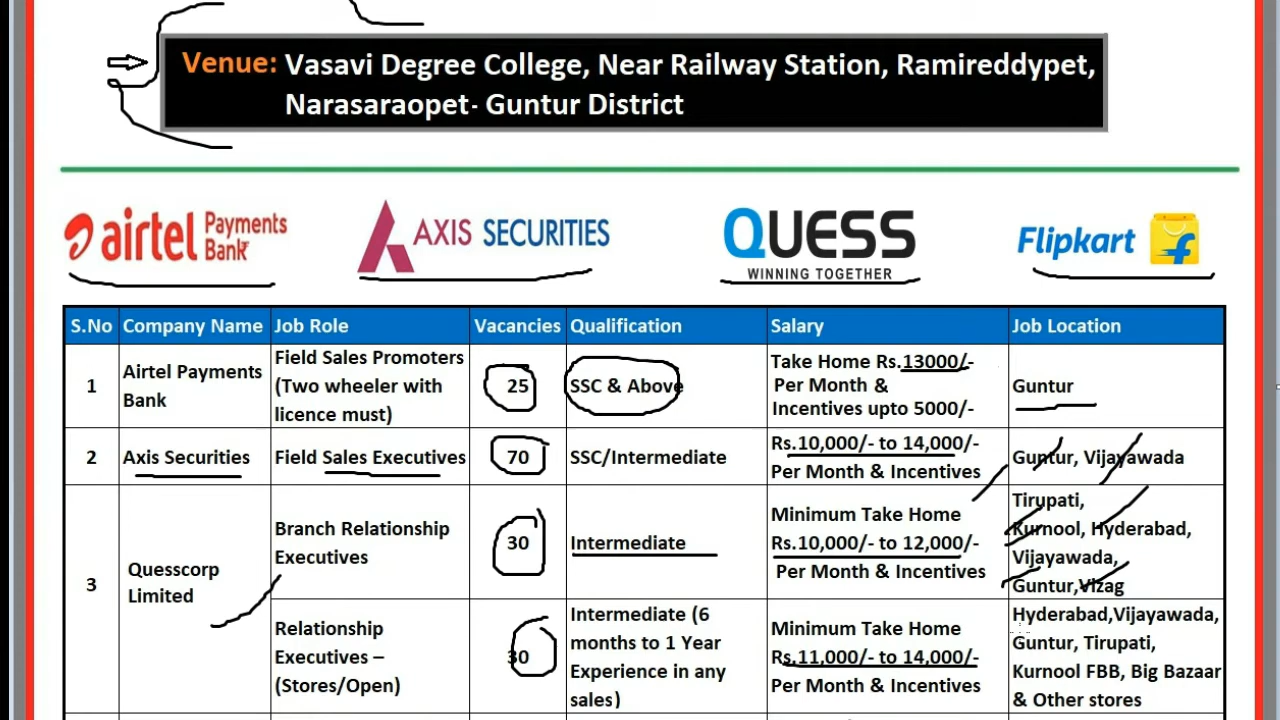 Venue: Vasavi Degree College, Near Railway Station, Ramireddypet,
Narasaraopet- Guntur District
airtel Payments Bank
AXIS SECURITIES
QUESS
WINNING TOGETHER
Flipkart
S.No Company Name Job Role Vacancies Qualification Salary Job Location
1
Airtel Payments
Bank
Field Sales Promoters
(Two wheeler with
licence must)
25
SSC & Above
Take Home Rs.13000/-
Per Month &
Incentives upto 5000/-
Guntur
2
Axis Securities
Field Sales Executives
70
SSC/Intermediate
Rs.10,000/- to 14,000/-
Per Month & Incentives
Guntur, Vijayawada
3
Quesscorp
Limited
Branch Relationship
Executives
30
Intermediate
Minimum Take Home
Rs.10,000/- to 12,000/-
Per Month & Incentives
Tirupati,
Kurnool, Hyderabad,
Vijayawada,
Guntur,Vizag
Relationship
Executives –
(Stores/Open)
30
Intermediate (6
months to 1 Year
Experience in any
sales)
Minimum Take Home
Rs.11,000/- to 14,000/-
Per Month & Incentives
Hyderabad,Vijayawada,
Guntur, Tirupati,
Kurnool FBB, Big Bazaar
& Other stores